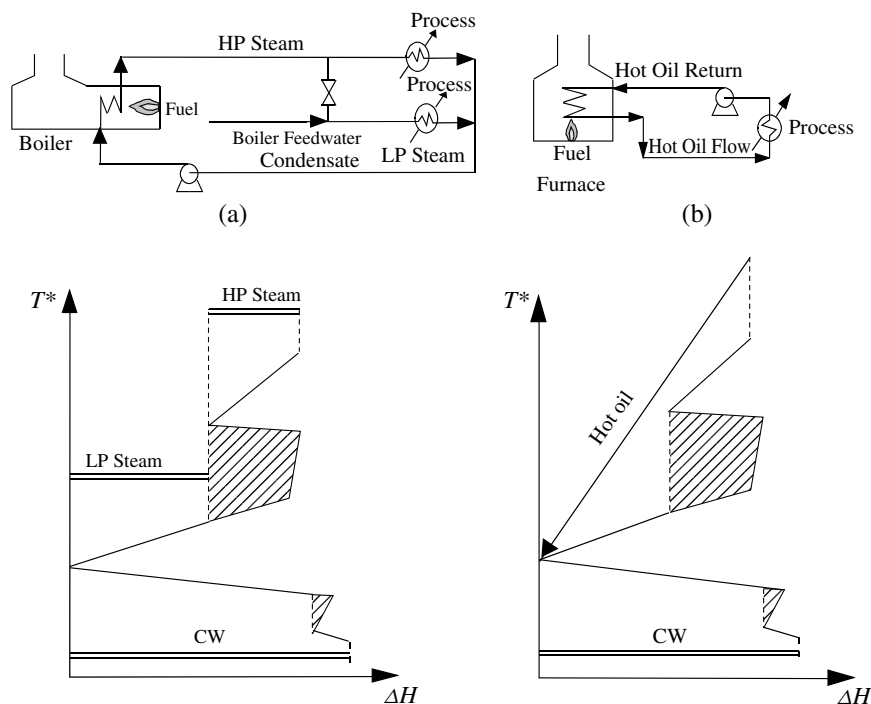 HP Steam
Process
Process
Fuel
Boiler
Boiler Feedwater
Condensate
LP Steam
(a)
Hot Oil Return
Process
Hot Oil Flow
Fuel
Furnace
(b)
T*
HP Steam
LP Steam
CW
ΔH
T*
Hot oil
CW
ΔH